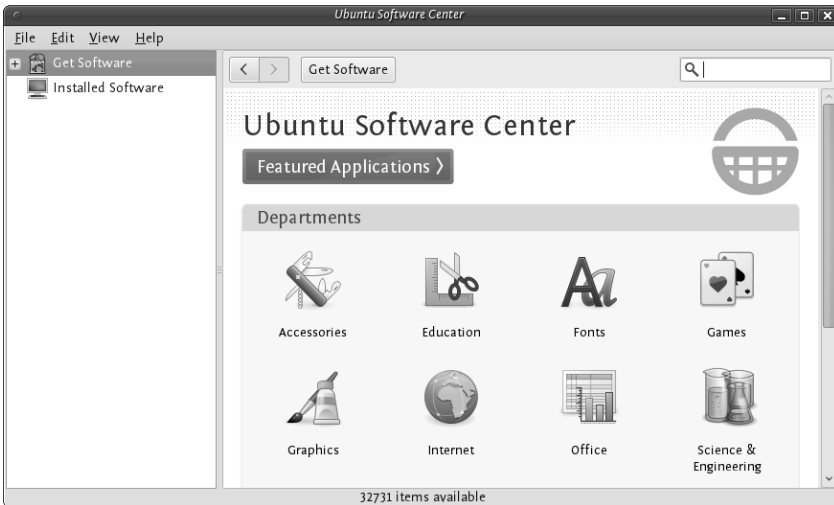 Ubuntu Software Center
File Edit View Help
Get Software
Installed Software
Get Software
Ubuntu Software Center
Featured Applications
Departments
Accessories
Education
Fonts
Games
Graphics
Internet
Office
Science &
Engineering
32731 items available